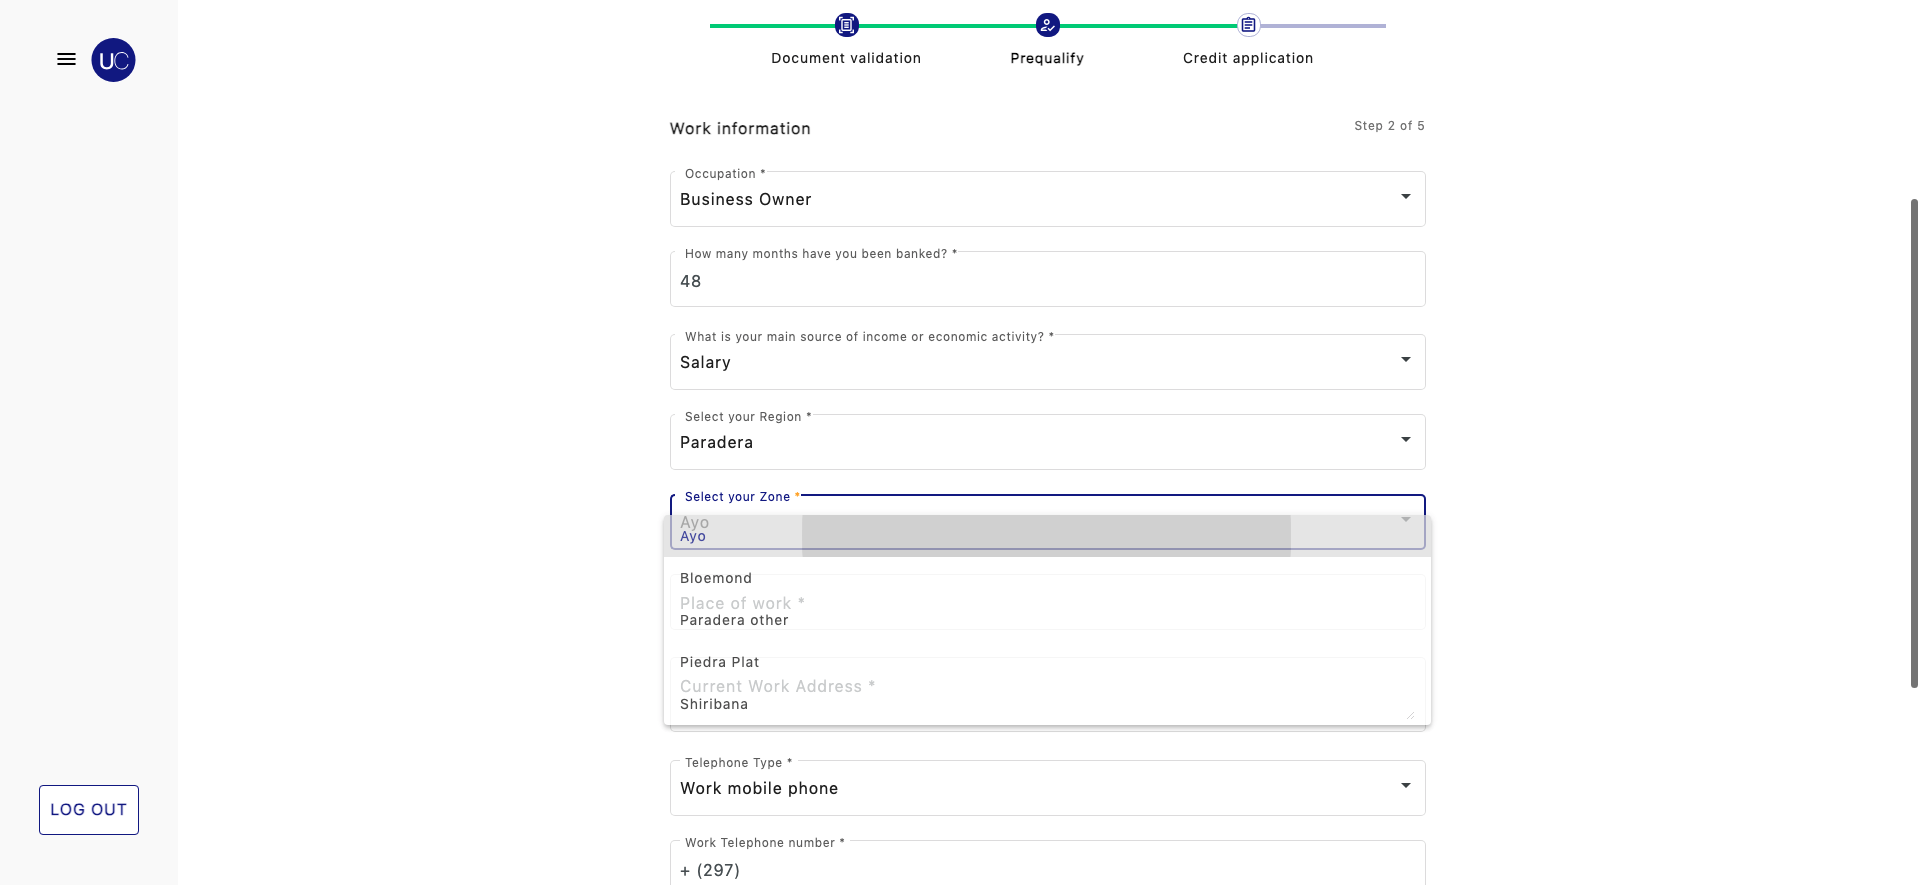 UC
Document validation
Prequalify
Credit application
Work information
Step 2 of 5
Occupation *
Business Owner
How many months have you been banked? *
48
What is your main source of income or economic activity? *
Salary
Select your Region *
Paradera
Select your Zone *
Ayo
Ayo
Bloemond
Place of work *
Paradera other
Piedra Plat
Current Work Address *
Shiribana
Telephone Type *
Work mobile phone
LOG OUT
Work Telephone number *
+ (297)